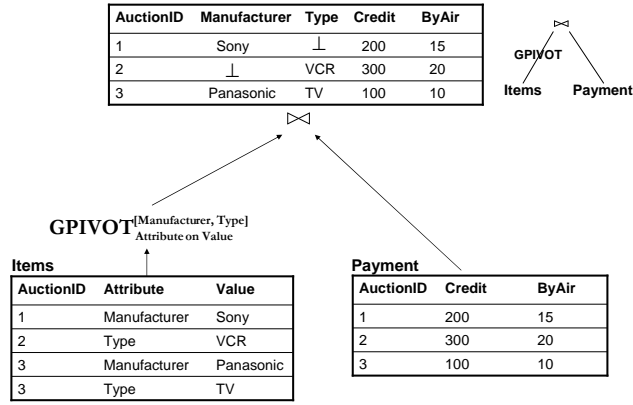 AuctionID Manufacturer Type Credit ByAir
1 Sony ⊥ 200 15
2 ⊥ VCR 300 20
3 Panasonic TV 100 10
⋈
⋈
GPIVOT
Items Payment
GPIVOT[Manufacturer, Type]
Attribute on Value
Items
AuctionID Attribute Value
1 Manufacturer Sony
2 Type VCR
3 Manufacturer Panasonic
3 Type TV
Payment
AuctionID Credit ByAir
1 200 15
2 300 20
3 100 10